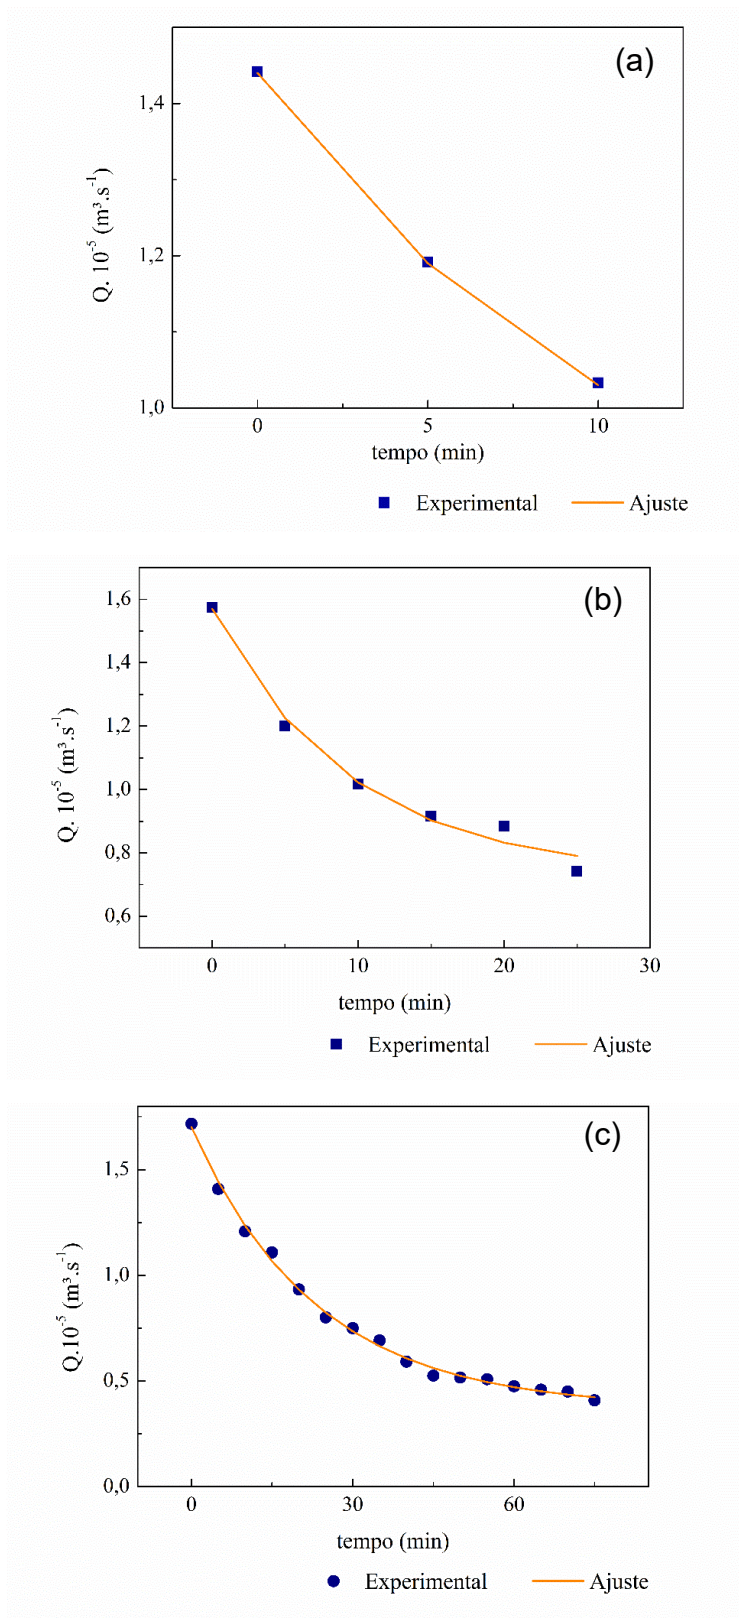 (a)
1,4
1,2
1,0
Q. 10⁻⁵ (m³.s⁻¹)
0 5 10
tempo (min)
Experimental Ajuste
(b)
1,6
1,4
1,2
1,0
0,8
0,6
Q. 10⁻⁵ (m³.s⁻¹)
0 10 20 30
tempo (min)
Experimental Ajuste
(c)
1,5
1,0
0,5
0,0
Q.10⁻⁵ (m³.s⁻¹)
0 30 60
tempo (min)
Experimental Ajuste